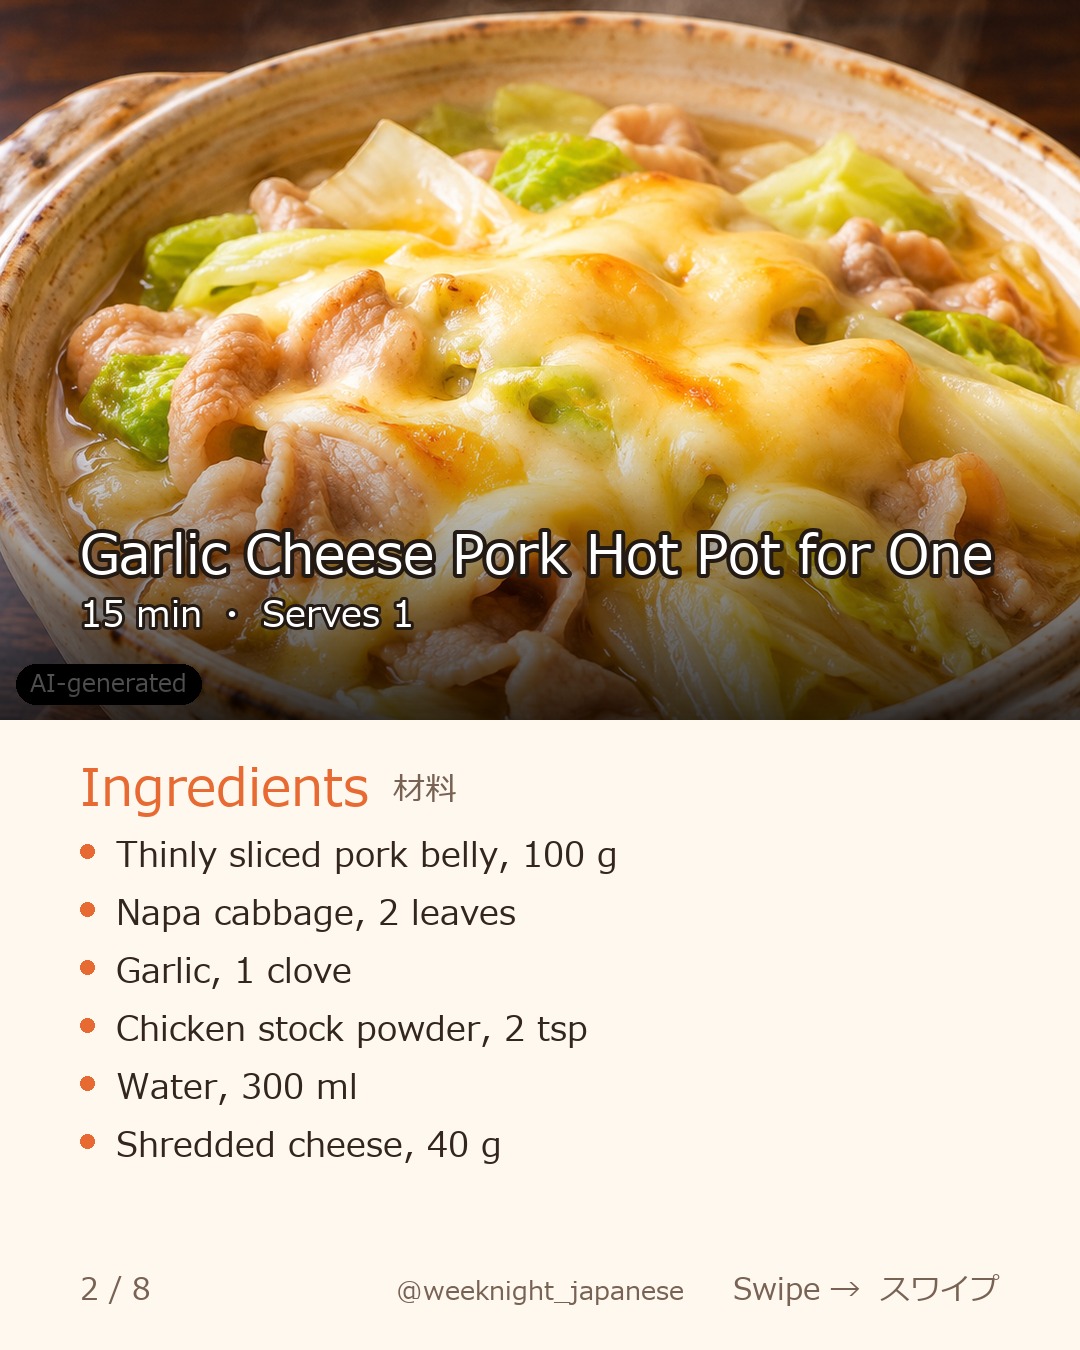 Garlic Cheese Pork Hot Pot for One
15 min ・ Serves 1
AI-generated
Ingredients 材料
• Thinly sliced pork belly, 100 g
• Napa cabbage, 2 leaves
• Garlic, 1 clove
• Chicken stock powder, 2 tsp
• Water, 300 ml
• Shredded cheese, 40 g
2 / 8 @weeknight_japanese Swipe → スワイプ